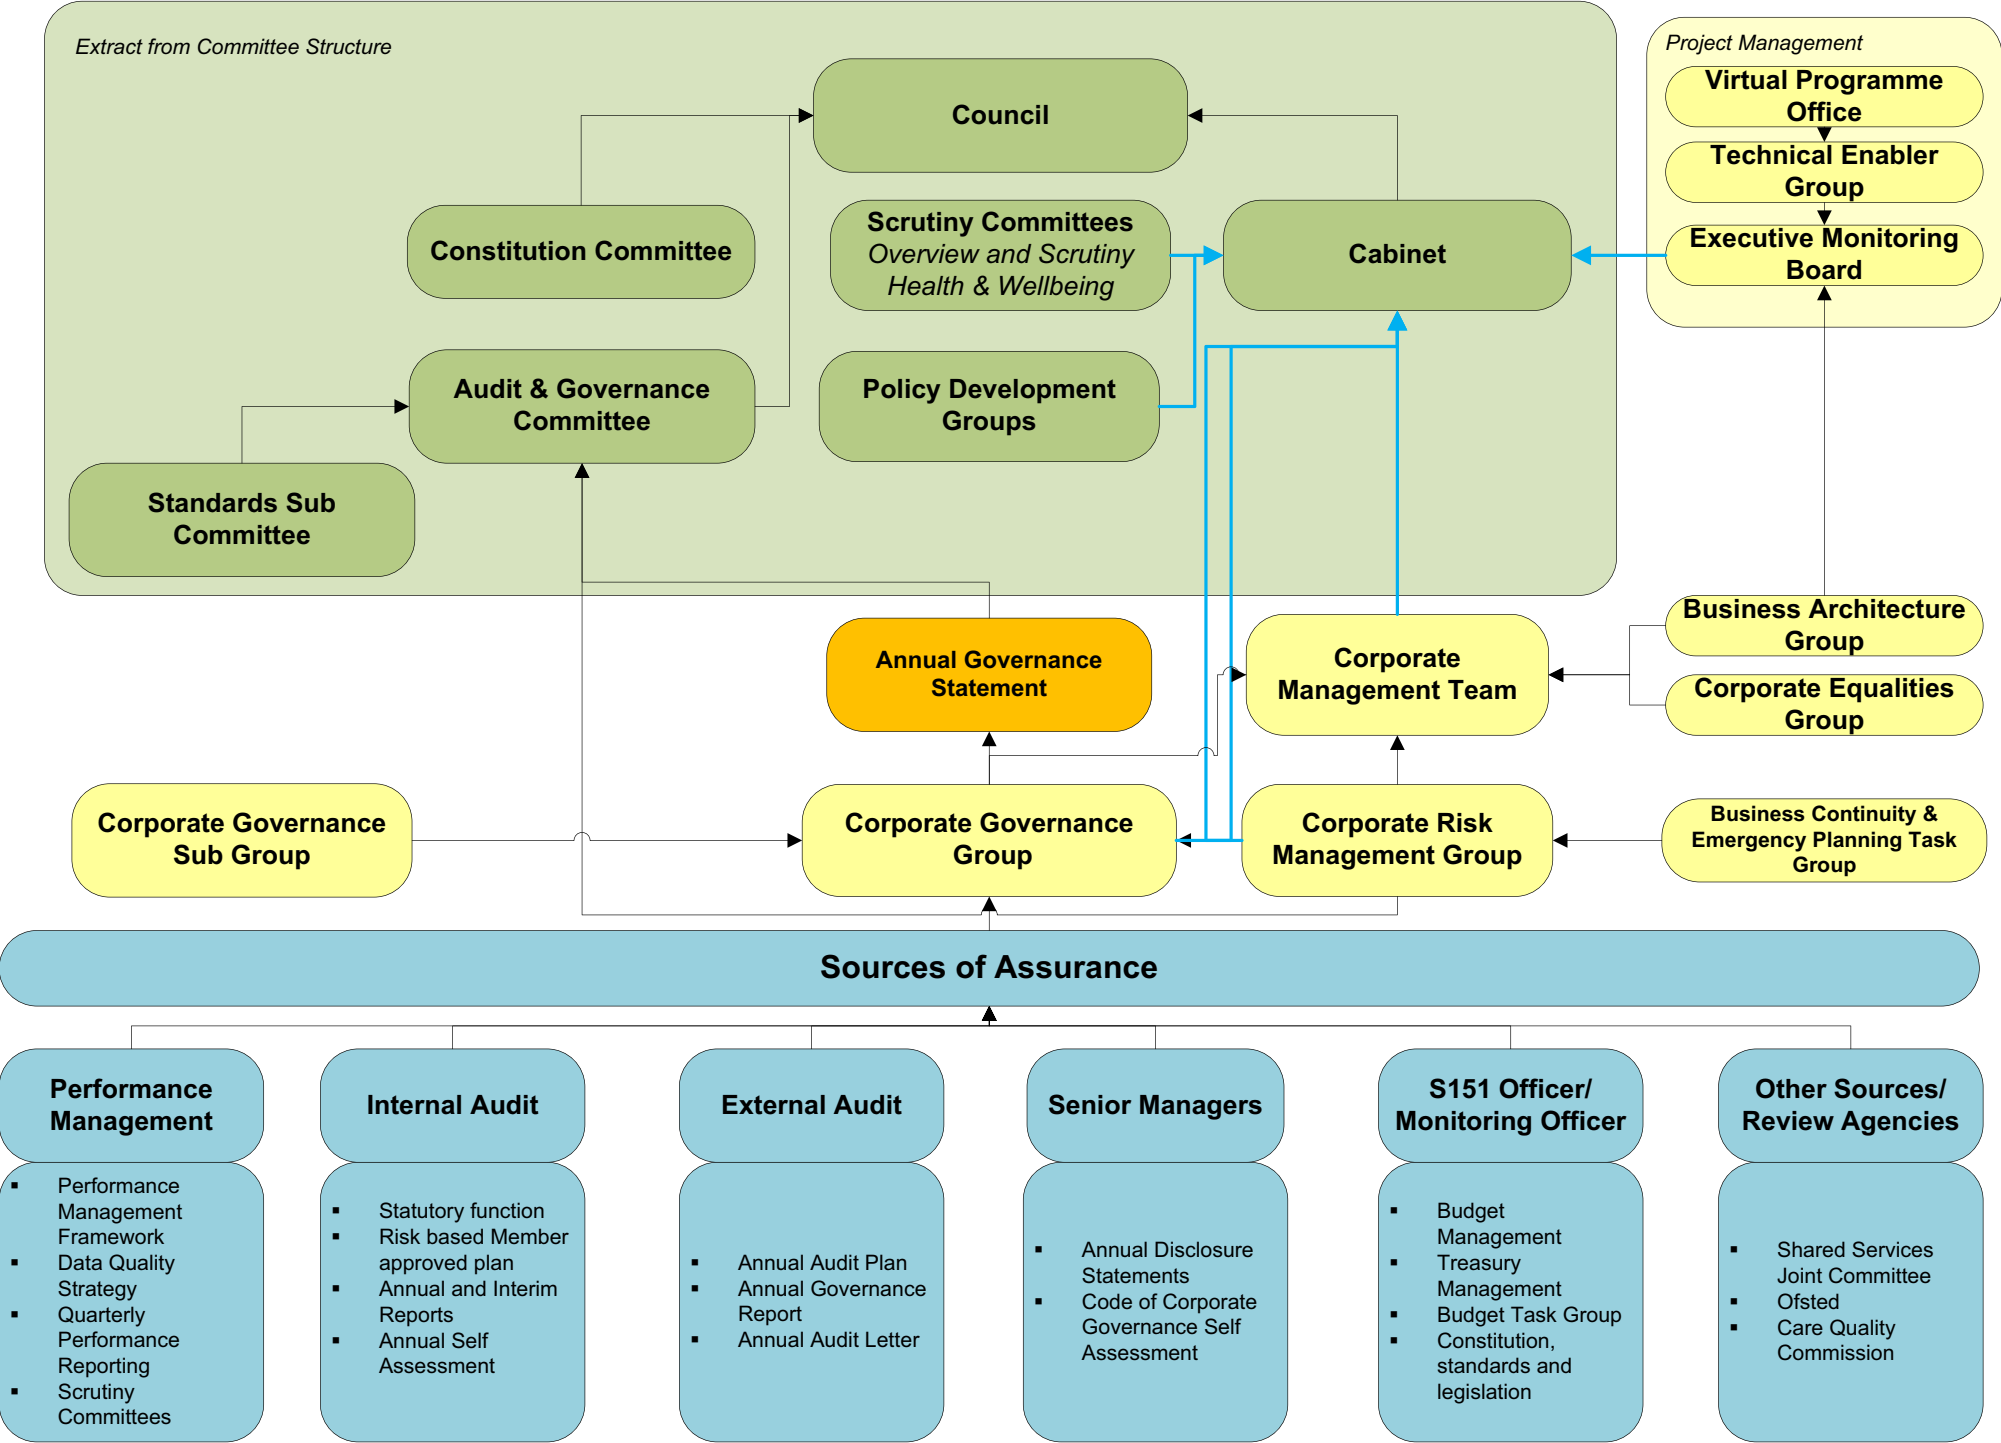 Extract from Committee Structure
Project Management
Virtual Programme
Office
Technical Enabler
Group
Executive Monitoring
Board
Council
Constitution Committee
Scrutiny Committees
Overview and Scrutiny
Health & Wellbeing
Cabinet
Audit & Governance
Committee
Policy Development
Groups
Standards Sub
Committee
Annual Governance
Statement
Corporate
Management Team
Business Architecture
Group
Corporate Equalities
Group
Corporate Governance
Sub Group
Corporate Governance
Group
Corporate Risk
Management Group
Business Continuity &
Emergency Planning Task
Group
Sources of Assurance
Performance
Management
Internal Audit
External Audit
Senior Managers
S151 Officer/
Monitoring Officer
Other Sources/
Review Agencies
▪ Performance
Management
Framework
▪ Data Quality
Strategy
▪ Quarterly
Performance
Reporting
▪ Scrutiny
Committees
▪ Statutory function
▪ Risk based Member
approved plan
▪ Annual and Interim
Reports
▪ Annual Self
Assessment
▪ Annual Audit Plan
▪ Annual Governance
Report
▪ Annual Audit Letter
▪ Annual Disclosure
Statements
▪ Code of Corporate
Governance Self
Assessment
▪ Budget
Management
▪ Treasury
Management
▪ Budget Task Group
▪ Constitution,
standards and
legislation
▪ Shared Services
Joint Committee
▪ Ofsted
▪ Care Quality
Commission